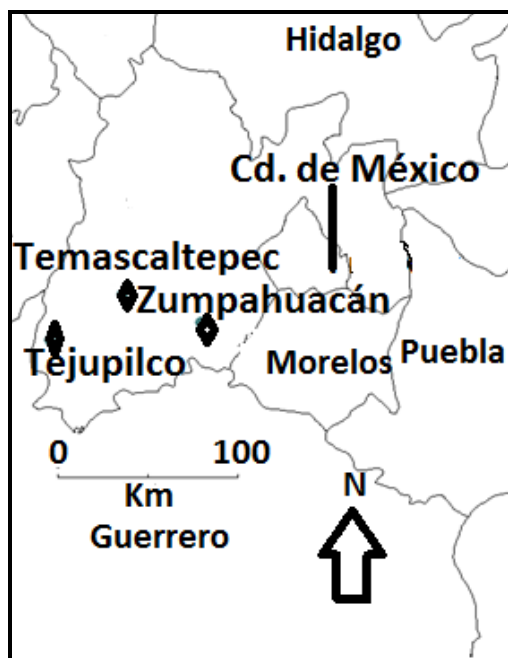 Hidalgo
Cd. de México
Temascaltepec
Zumpahuacán
Tejupilco
Morelos
Puebla
0 100
Km
N
Guerrero